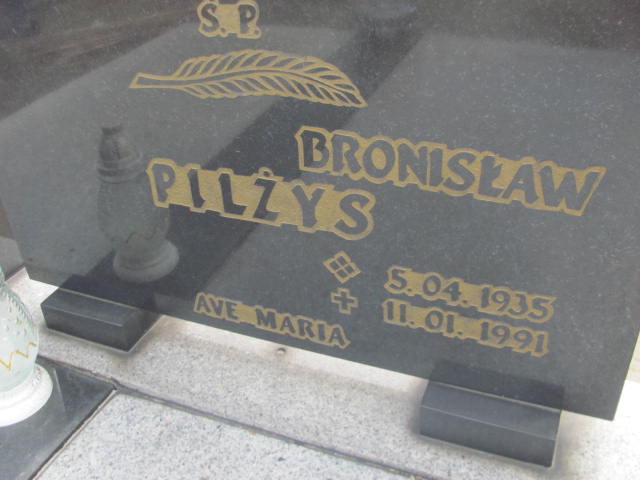 Ś. P.
BRONISŁAW
PILŻYS
5.04.1935
11.01.1991
AVE MARIA